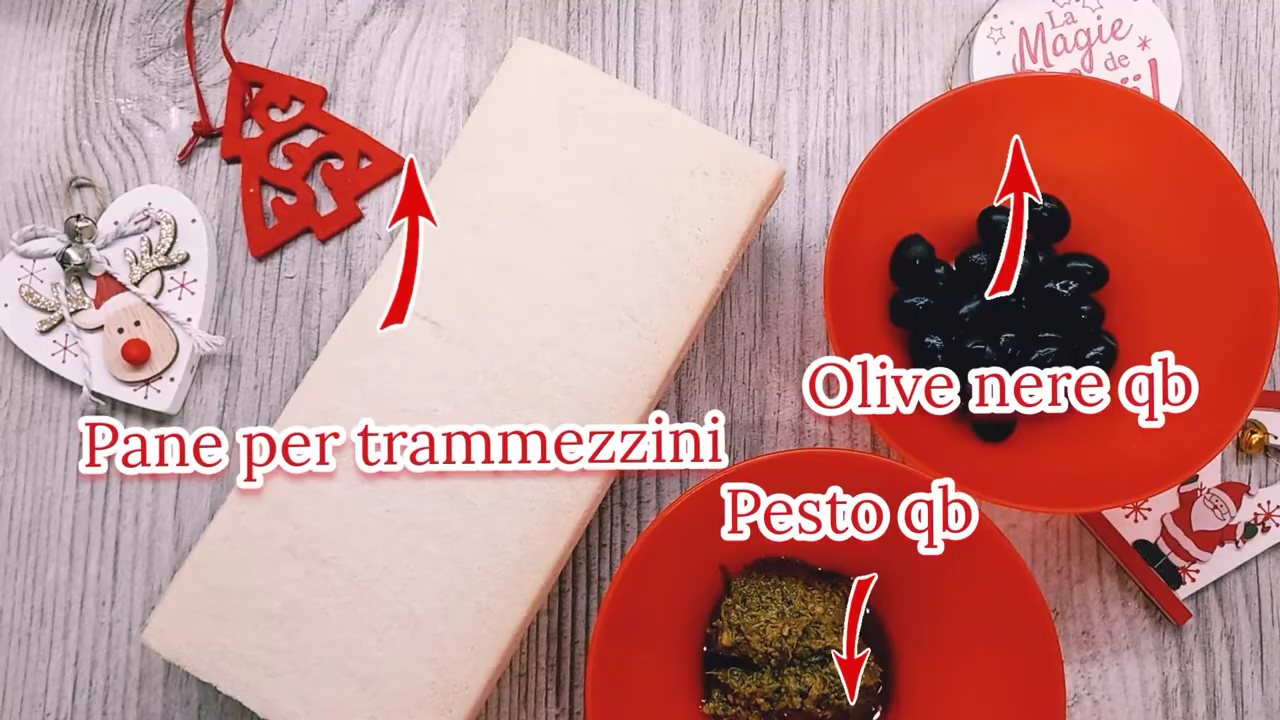 La
Magie
de
Olive nere qb
Pane per trammezzini
Pesto qb